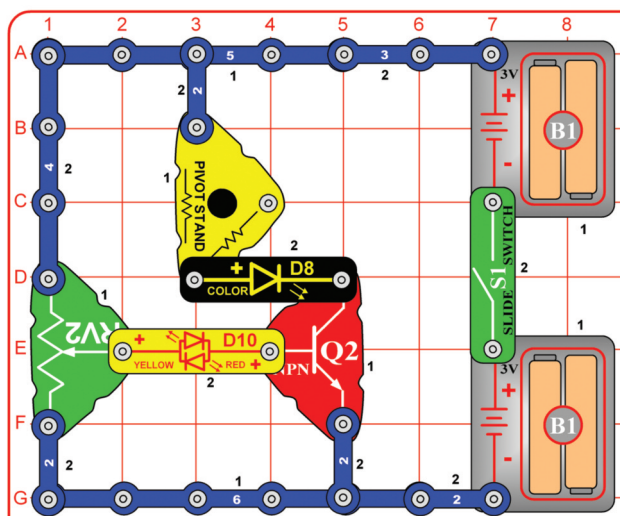 1 2 3 4 5 6 7 8
A 5 3
1 2
3V
+
2 2
B
B1
4 2
1 PIVOT STAND
-
C
1
S1 SLIDE SWITCH 2
2
D
+ D8
COLOR
1
1
RV2
E
+ D10
YELLOW RED +
2
NPN Q2 1
3V
+
F
B1
2 2
2 2
-
G
1
6
2
2